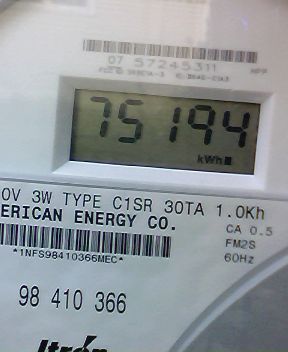 07 57245311
75194
kWh
0V 3W TYPE C1SR 30TA 1.0Kh
ERICAN ENERGY CO.
CA 0.5
FM2S
60Hz
*1NFS98410366MEC*
98 410 366
Itron